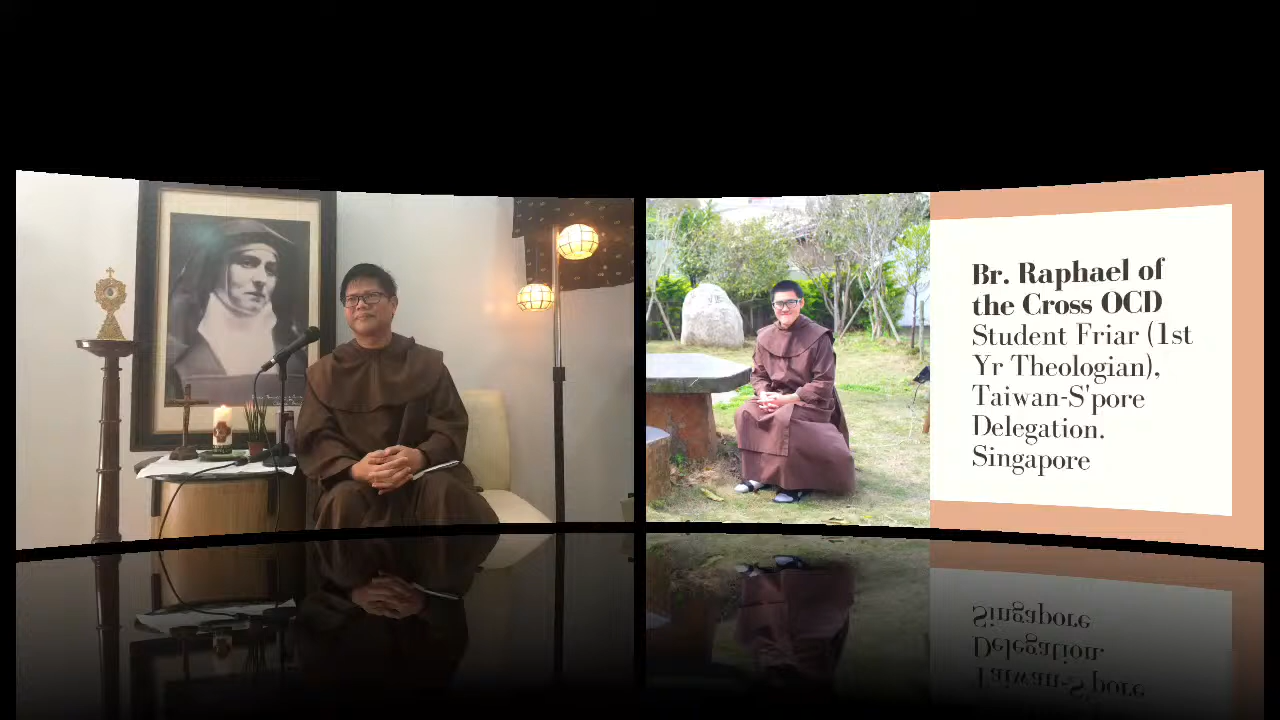 Br. Raphael of
the Cross OCD
Student Friar (1st
Yr Theologian),
Taiwan-S'pore
Delegation.
Singapore